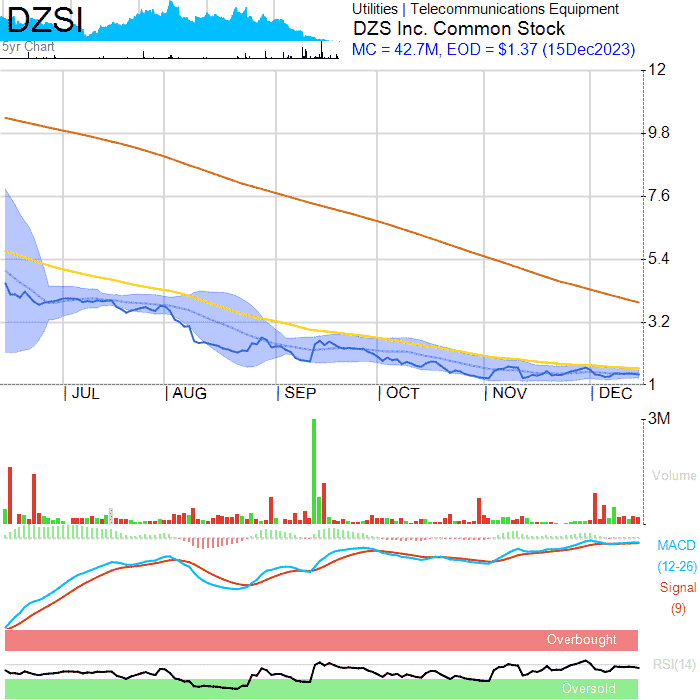 DZSI
5yr Chart
Utilities | Telecommunications Equipment
DZS Inc. Common Stock
MC = 42.7M, EOD = $1.37 (15Dec2023)
12
9.8
7.6
5.4
3.2
1
JUL AUG SEP OCT NOV DEC
3M
Volume
MACD
(12-26)
Signal
(9)
Overbought
RSI(14)
Oversold